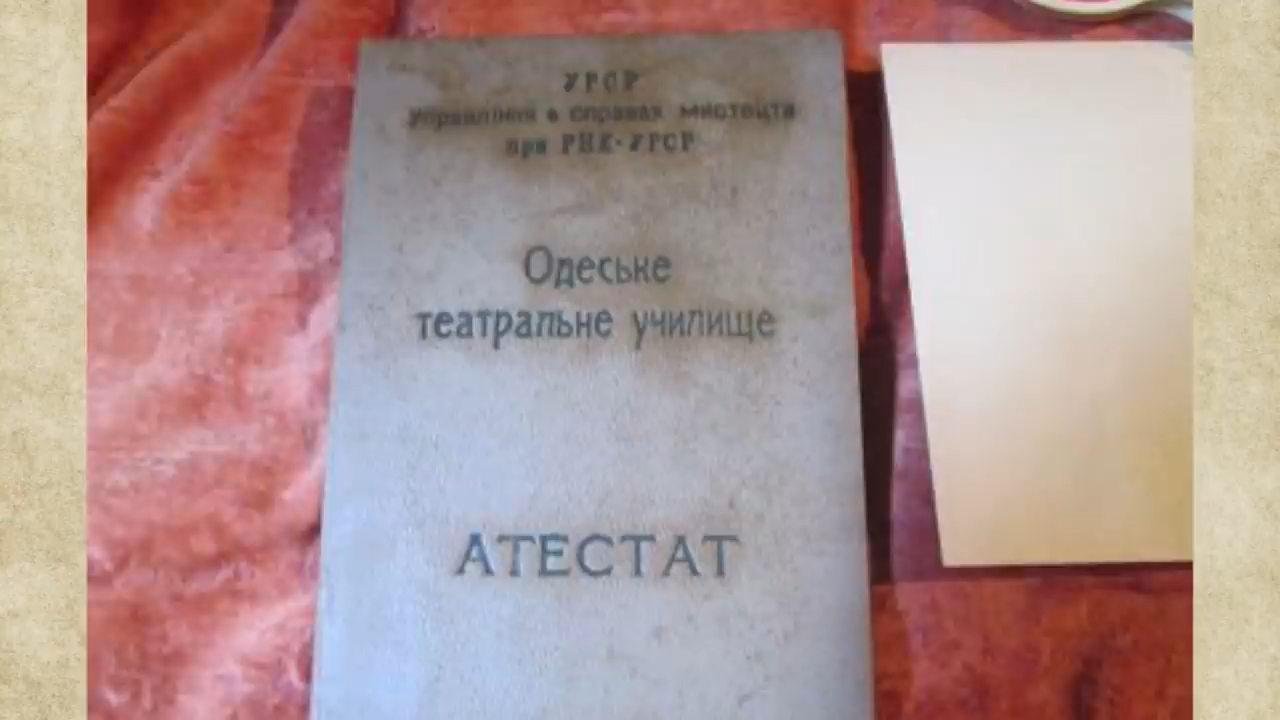 УРСР
Управління в справах мистецтв
при РНК-УРСР
Одеське
театральне училище
АТЕСТАТ